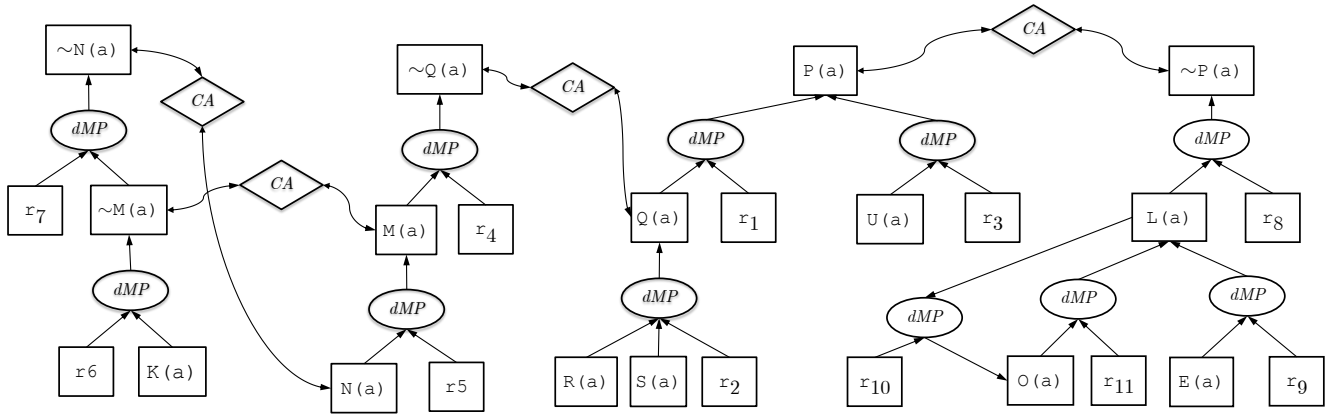 CA
∼N(a)
∼Q(a)
P(a)
∼P(a)
CA
CA
dMP
dMP
dMP
dMP
dMP
CA
r7
∼M(a)
M(a)
r4
Q(a)
r1
U(a)
r3
L(a)
r8
dMP
dMP
dMP
dMP
dMP
dMP
r6
K(a)
N(a)
r5
R(a)
S(a)
r2
r10
O(a)
r11
E(a)
r9